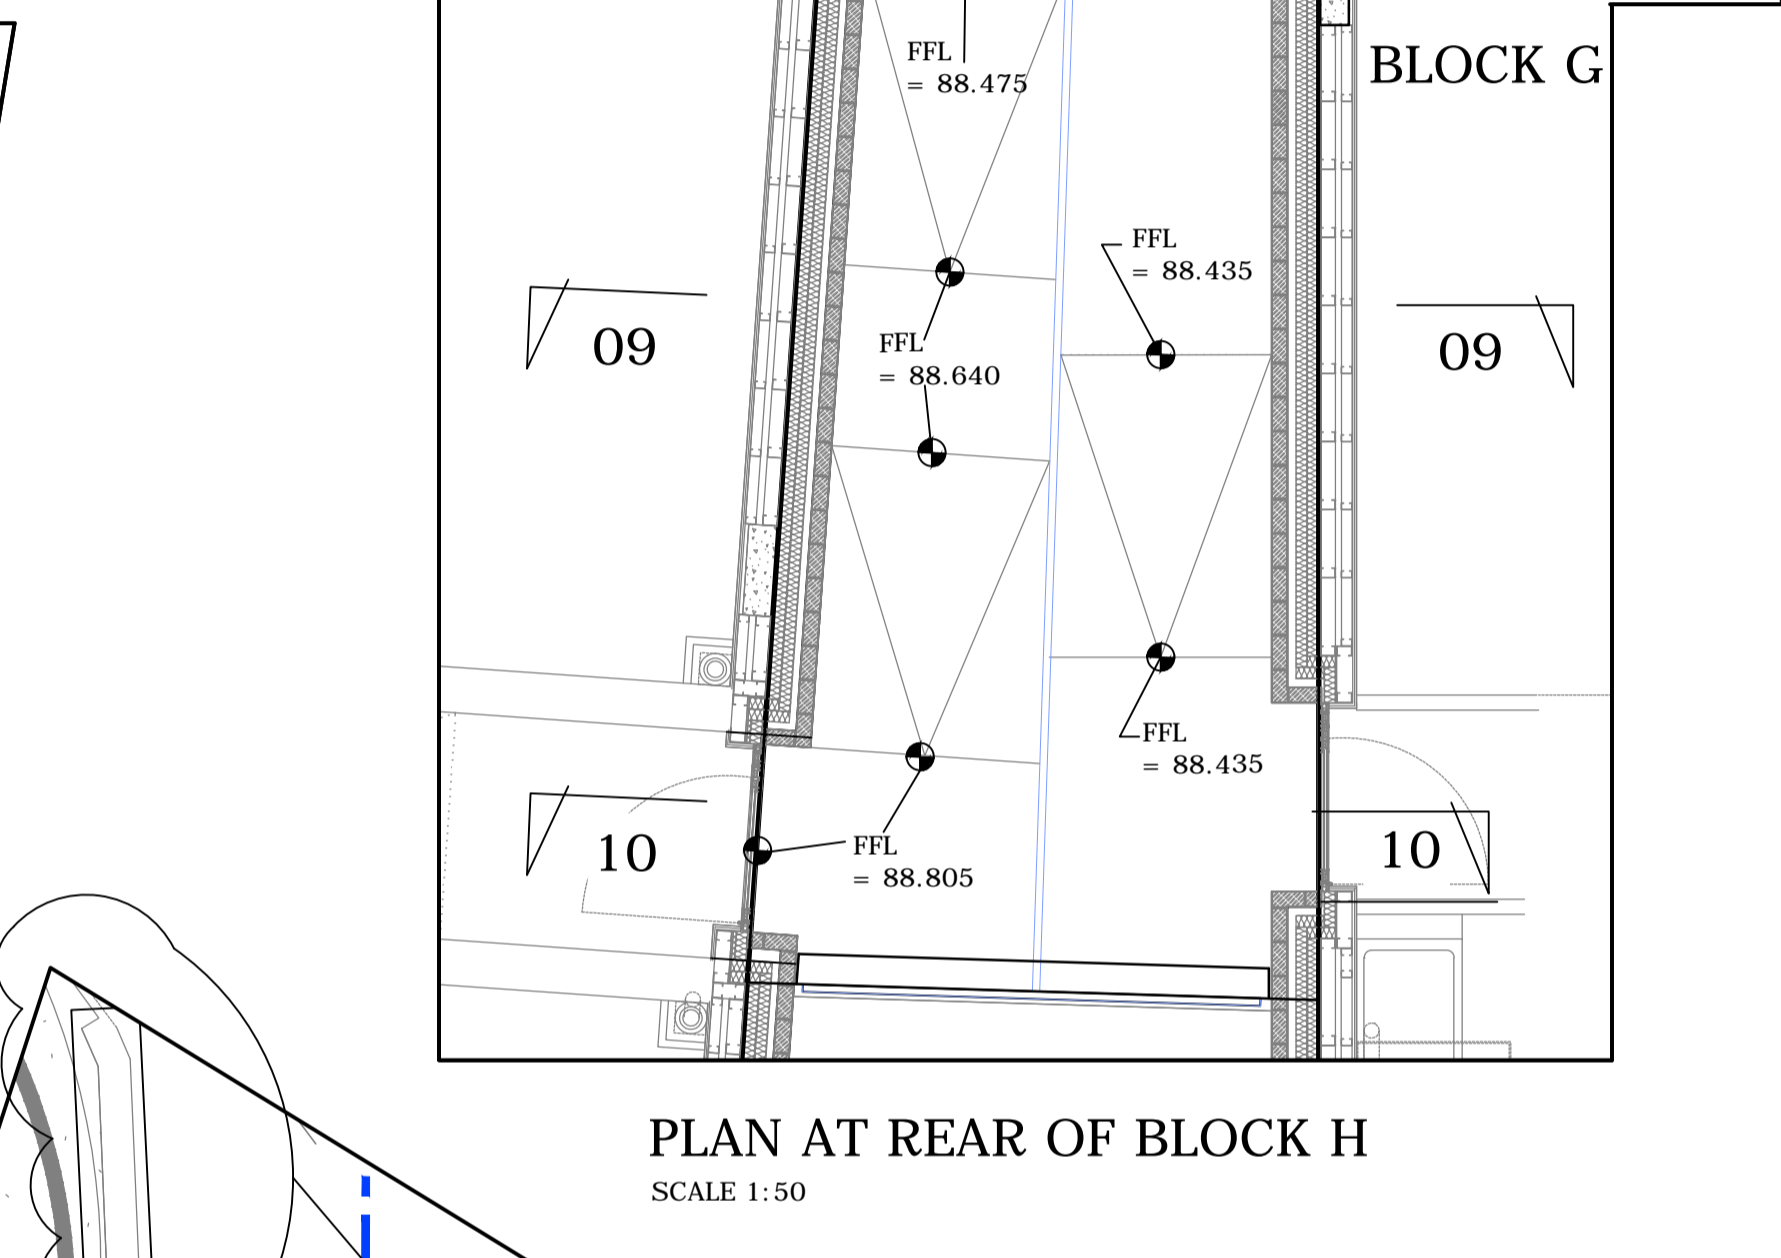 FFL
= 88.475
BLOCK G
FFL
= 88.435
09
FFL
= 88.640
09
FFL
= 88.435
10
FFL
= 88.805
10
PLAN AT REAR OF BLOCK H
SCALE 1:50